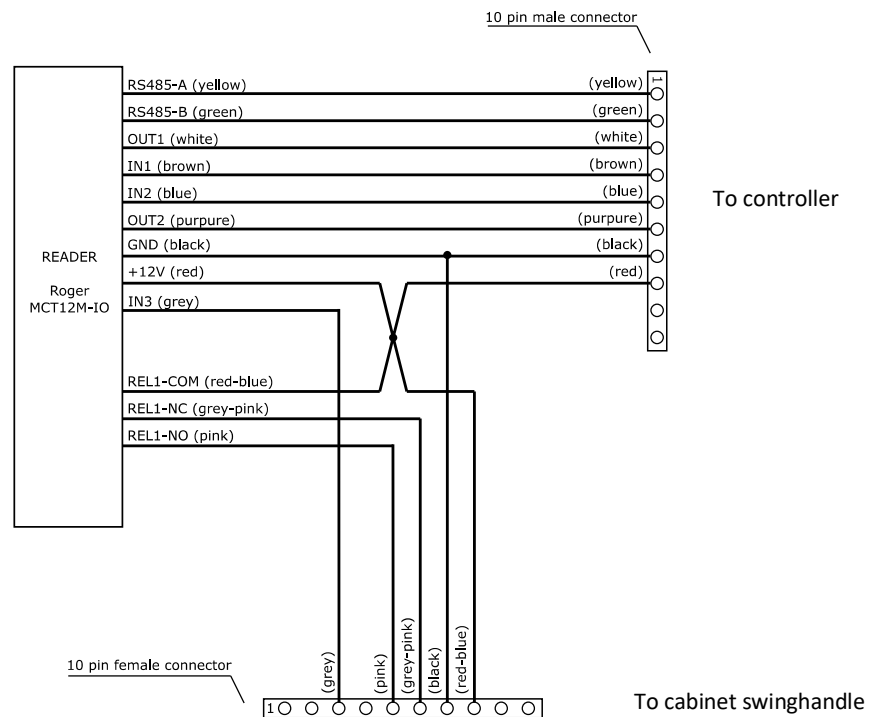 10 pin male connector
RS485-A (yellow)
(yellow)
1
RS485-B (green)
(green)
OUT1 (white)
(white)
IN1 (brown)
(brown)
IN2 (blue)
(blue)
To controller
OUT2 (purpure)
(purpure)
GND (black)
(black)
READER
+12V (red)
(red)
Roger
MCT12M-IO
IN3 (grey)
REL1-COM (red-blue)
REL1-NC (grey-pink)
REL1-NO (pink)
(grey)
(pink)
(grey-pink)
(black)
(red-blue)
10 pin female connector
1
To cabinet swinghandle